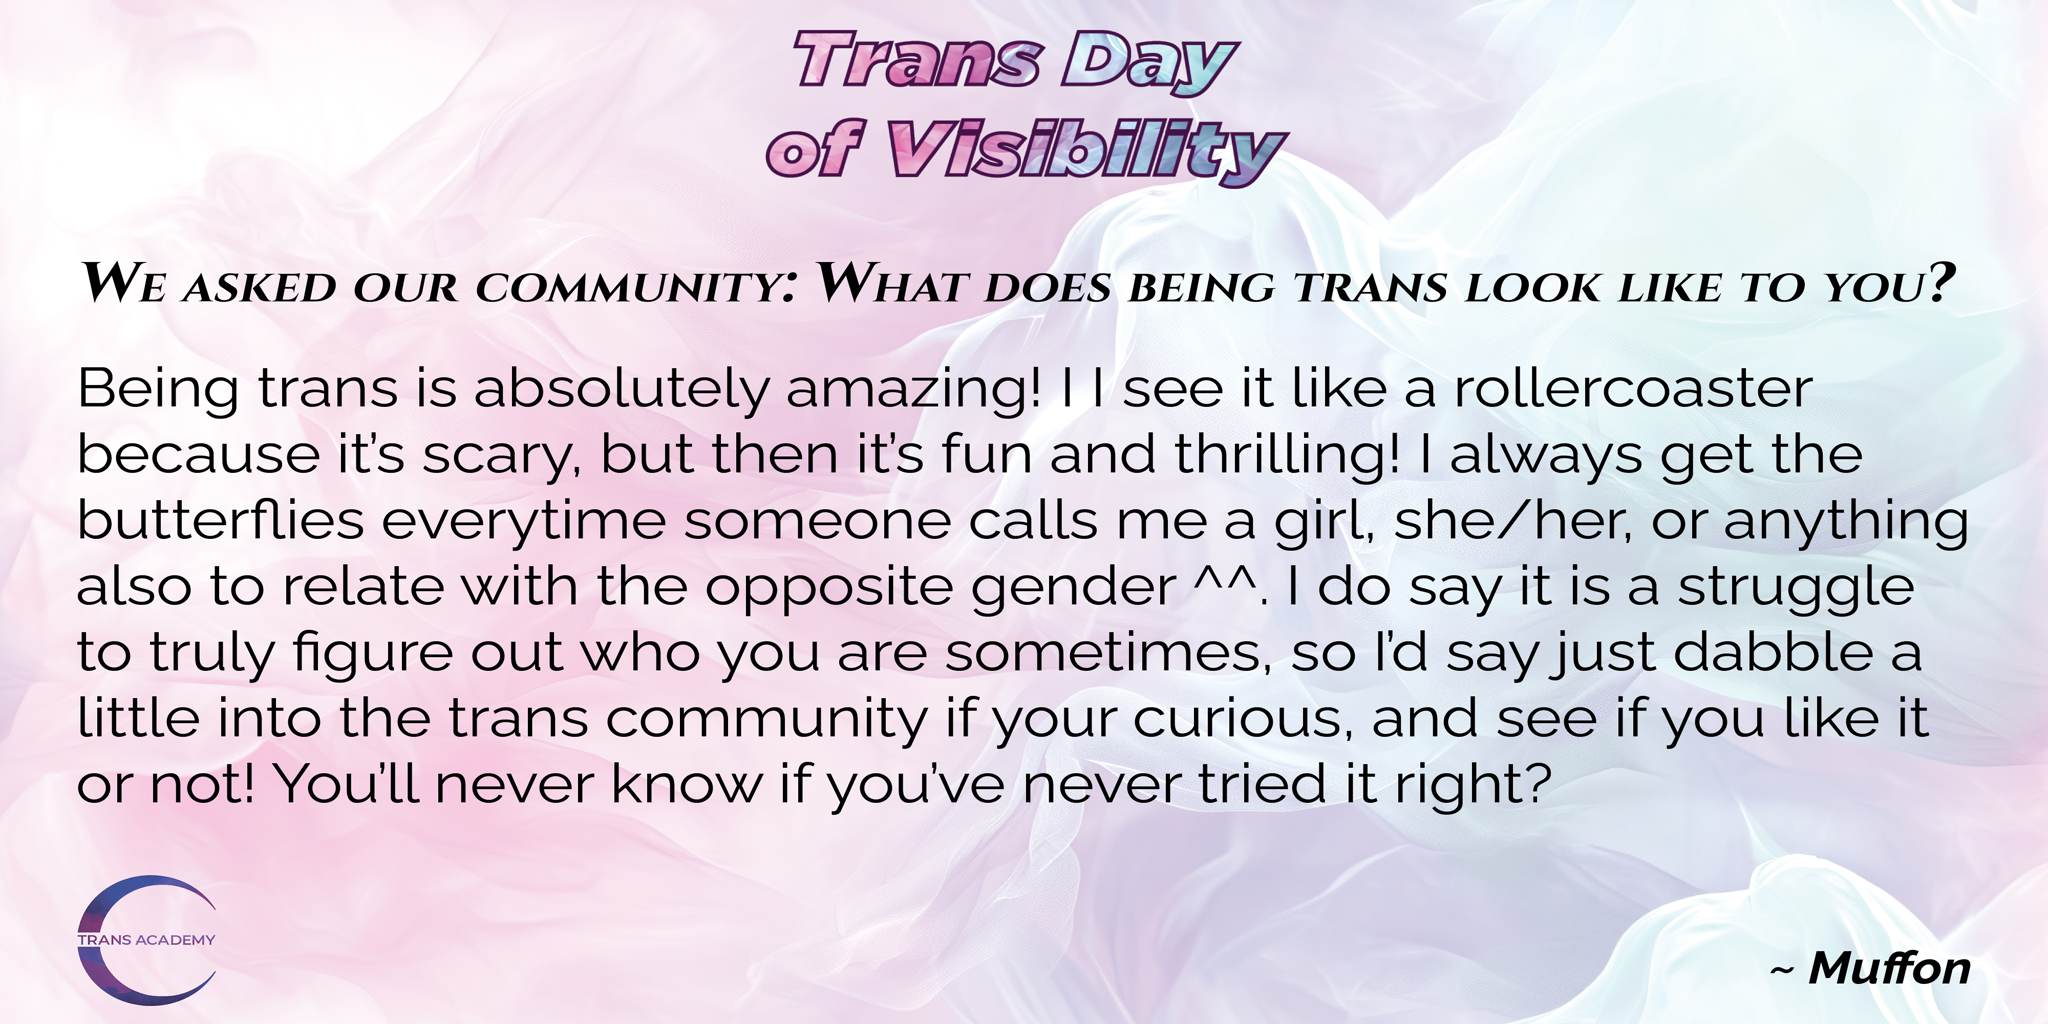 Trans Day
of Visibility
We asked our community: What does being trans look like to you?
Being trans is absolutely amazing! I I see it like a rollercoaster
because it’s scary, but then it’s fun and thrilling! I always get the
butterflies everytime someone calls me a girl, she/her, or anything
also to relate with the opposite gender ^^. I do say it is a struggle
to truly figure out who you are sometimes, so I’d say just dabble a
little into the trans community if your curious, and see if you like it
or not! You’ll never know if you’ve never tried it right?
TRANS ACADEMY
~ Muffon